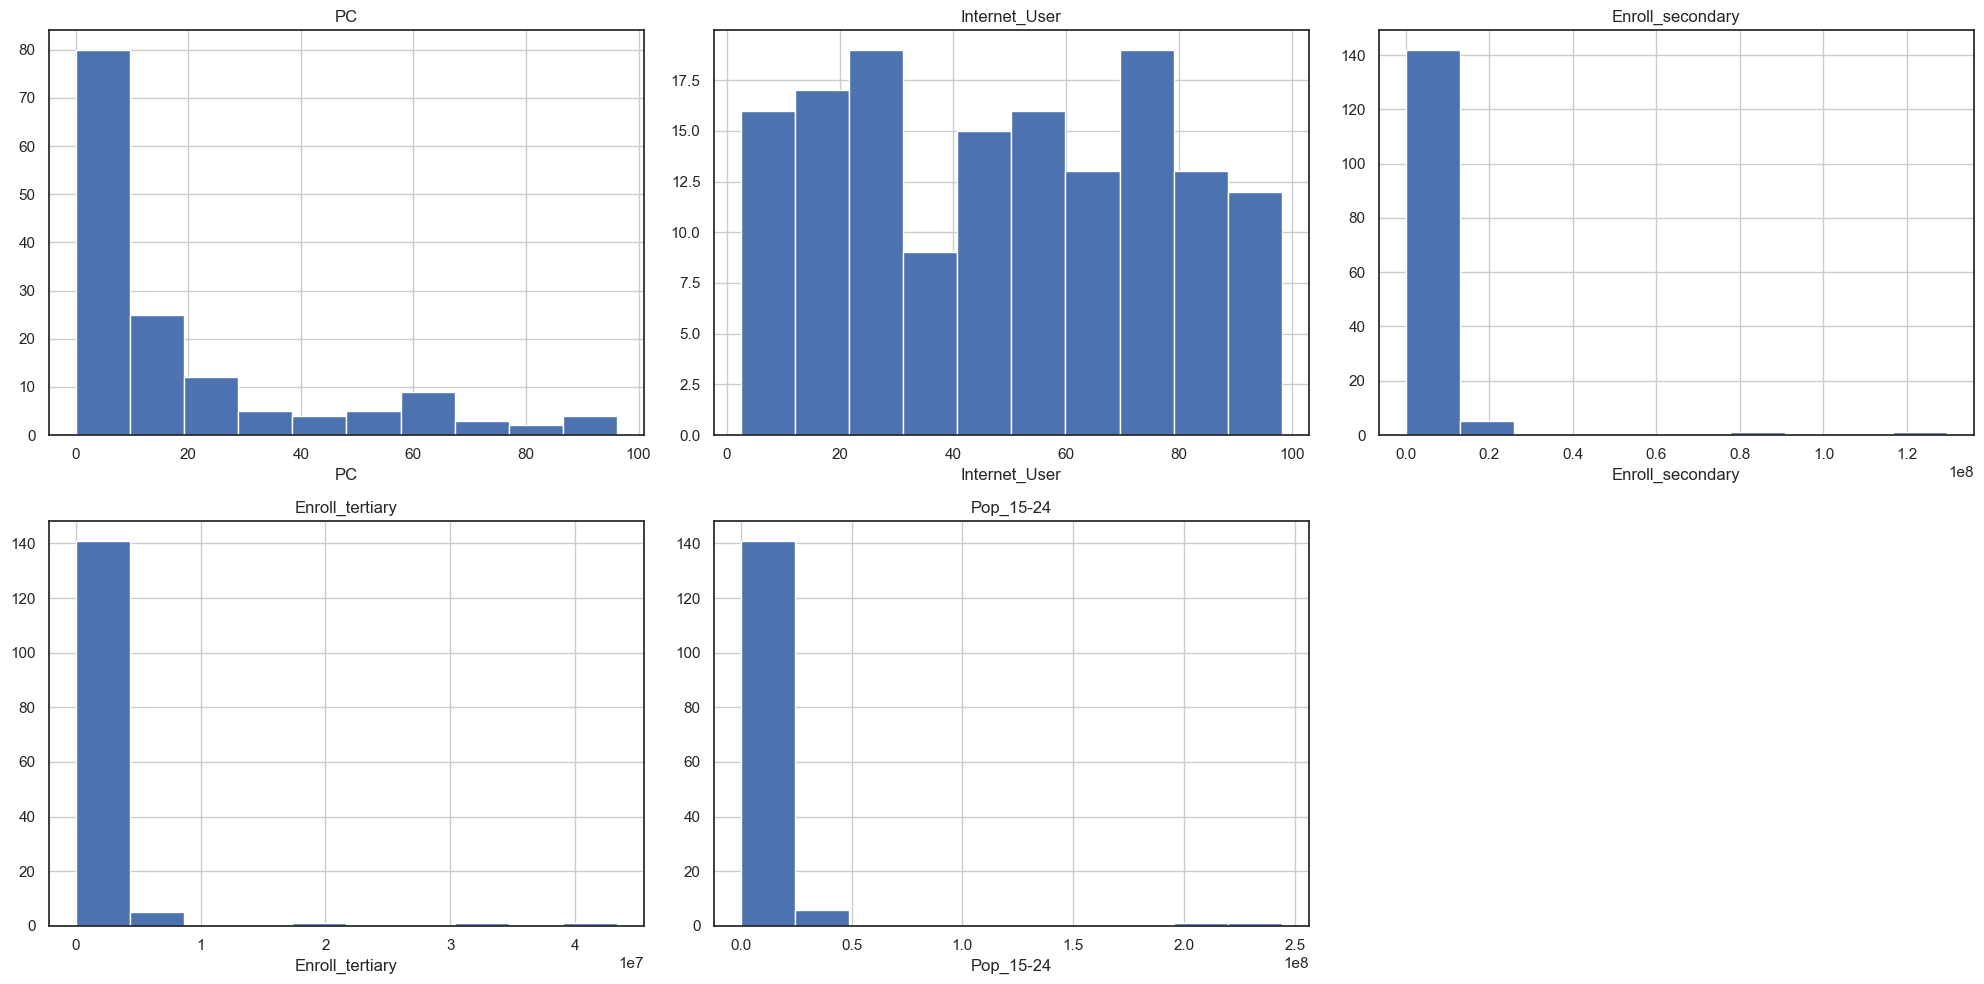 PC
80
70
60
50
40
30
20
10
0
0 20 40 60 80 100
PC
Internet_User
17.5
15.0
12.5
10.0
7.5
5.0
2.5
0.0
0 20 40 60 80 100
Internet_User
Enroll_secondary
140
120
100
80
60
40
20
0
0.0 0.2 0.4 0.6 0.8 1.0 1.2
1e8
Enroll_secondary
Enroll_tertiary
140
120
100
80
60
40
20
0
0 1 2 3 4
1e7
Enroll_tertiary
Pop_15-24
140
120
100
80
60
40
20
0
0.0 0.5 1.0 1.5 2.0 2.5
1e8
Pop_15-24